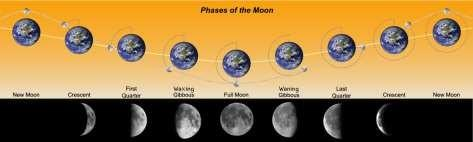 Phases of the Moon
New Moon
Crescent
First
Quarter
Waxing
Gibbous
Full Moon
Waning
Gibbous
Last
Quarter
Crescent
New Moon